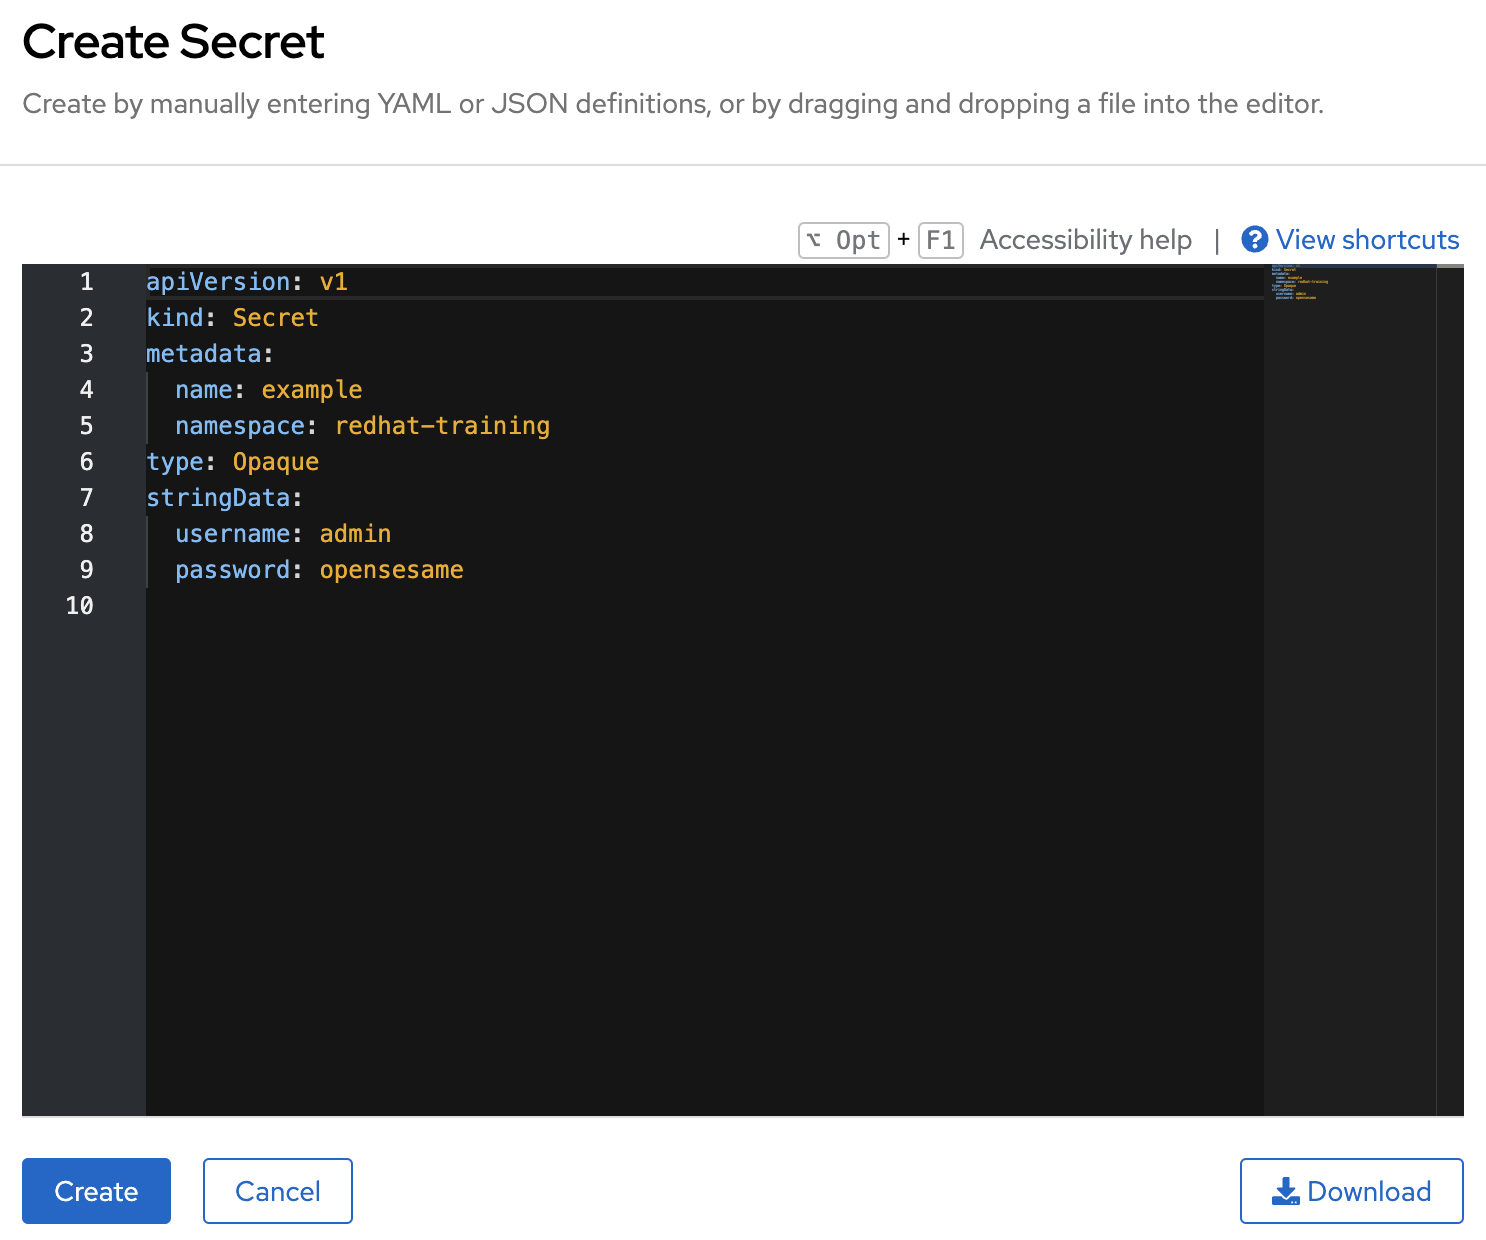 Create Secret
Create by manually entering YAML or JSON definitions, or by dragging and dropping a file into the editor.
⌥ Opt + F1 Accessibility help | View shortcuts
1 apiVersion: v1
2 kind: Secret
3 metadata:
4   name: example
5   namespace: redhat-training
6 type: Opaque
7 stringData:
8   username: admin
9   password: opensesame
10
Create Cancel Download